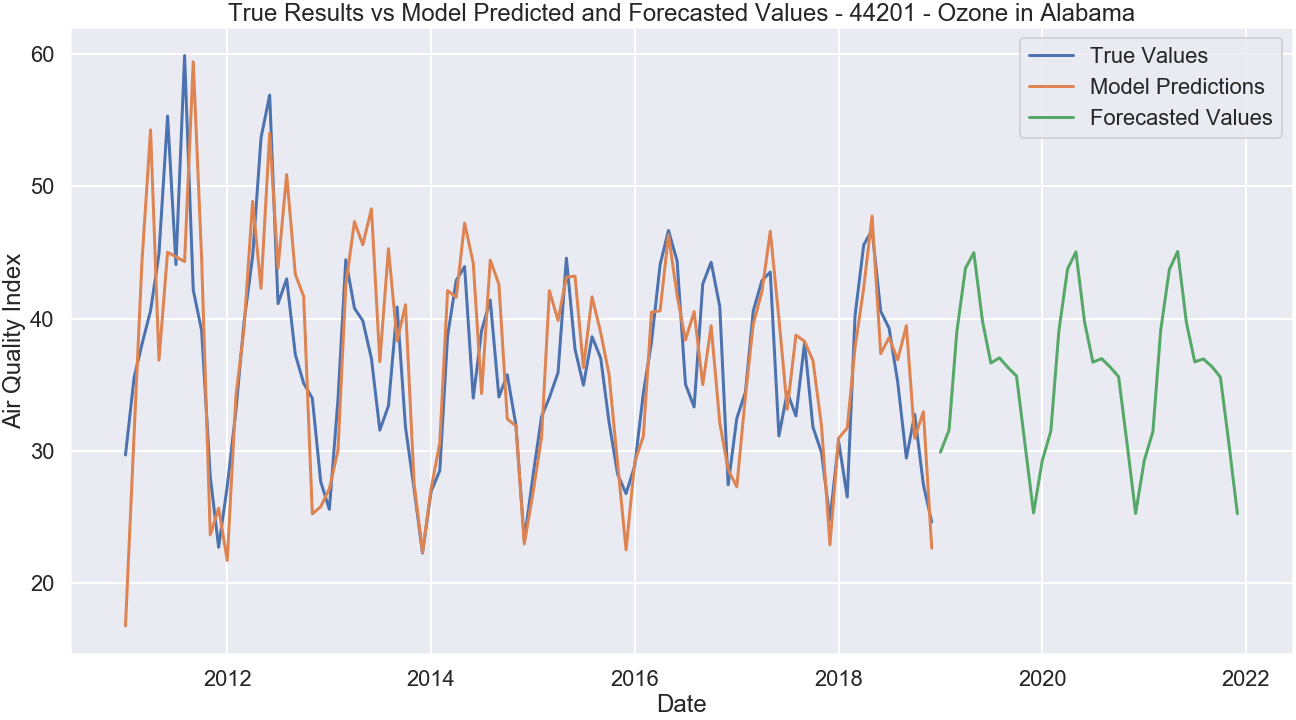 True Results vs Model Predicted and Forecasted Values - 44201 - Ozone in Alabama
True Values
Model Predictions
Forecasted Values
Air Quality Index
60
50
40
30
20
2012
2014
2016
2018
2020
2022
Date